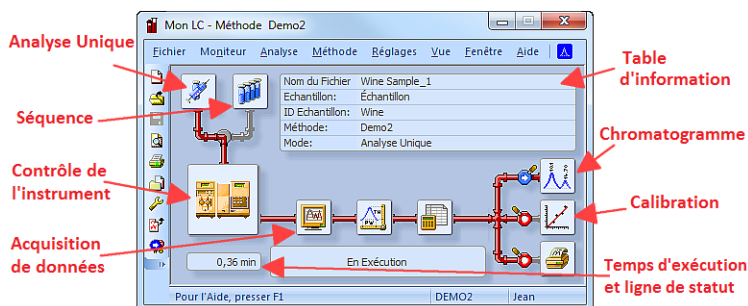 Mon LC - Méthode Demo2
Fichier Moniteur Analyse Méthode Réglages Vue Fenêtre Aide
Analyse Unique
Séquence
Contrôle de
l'instrument
Acquisition
de données
Nom du Fichier Wine Sample_1
Echantillon: Échantillon
ID Echantillon: Wine
Méthode: Demo2
Mode: Analyse Unique
Table
d'information
Chromatogramme
Calibration
Temps d'exécution
et ligne de statut
0,36 min
En Exécution
Pour l'Aide, presser F1 DEMO2 Jean